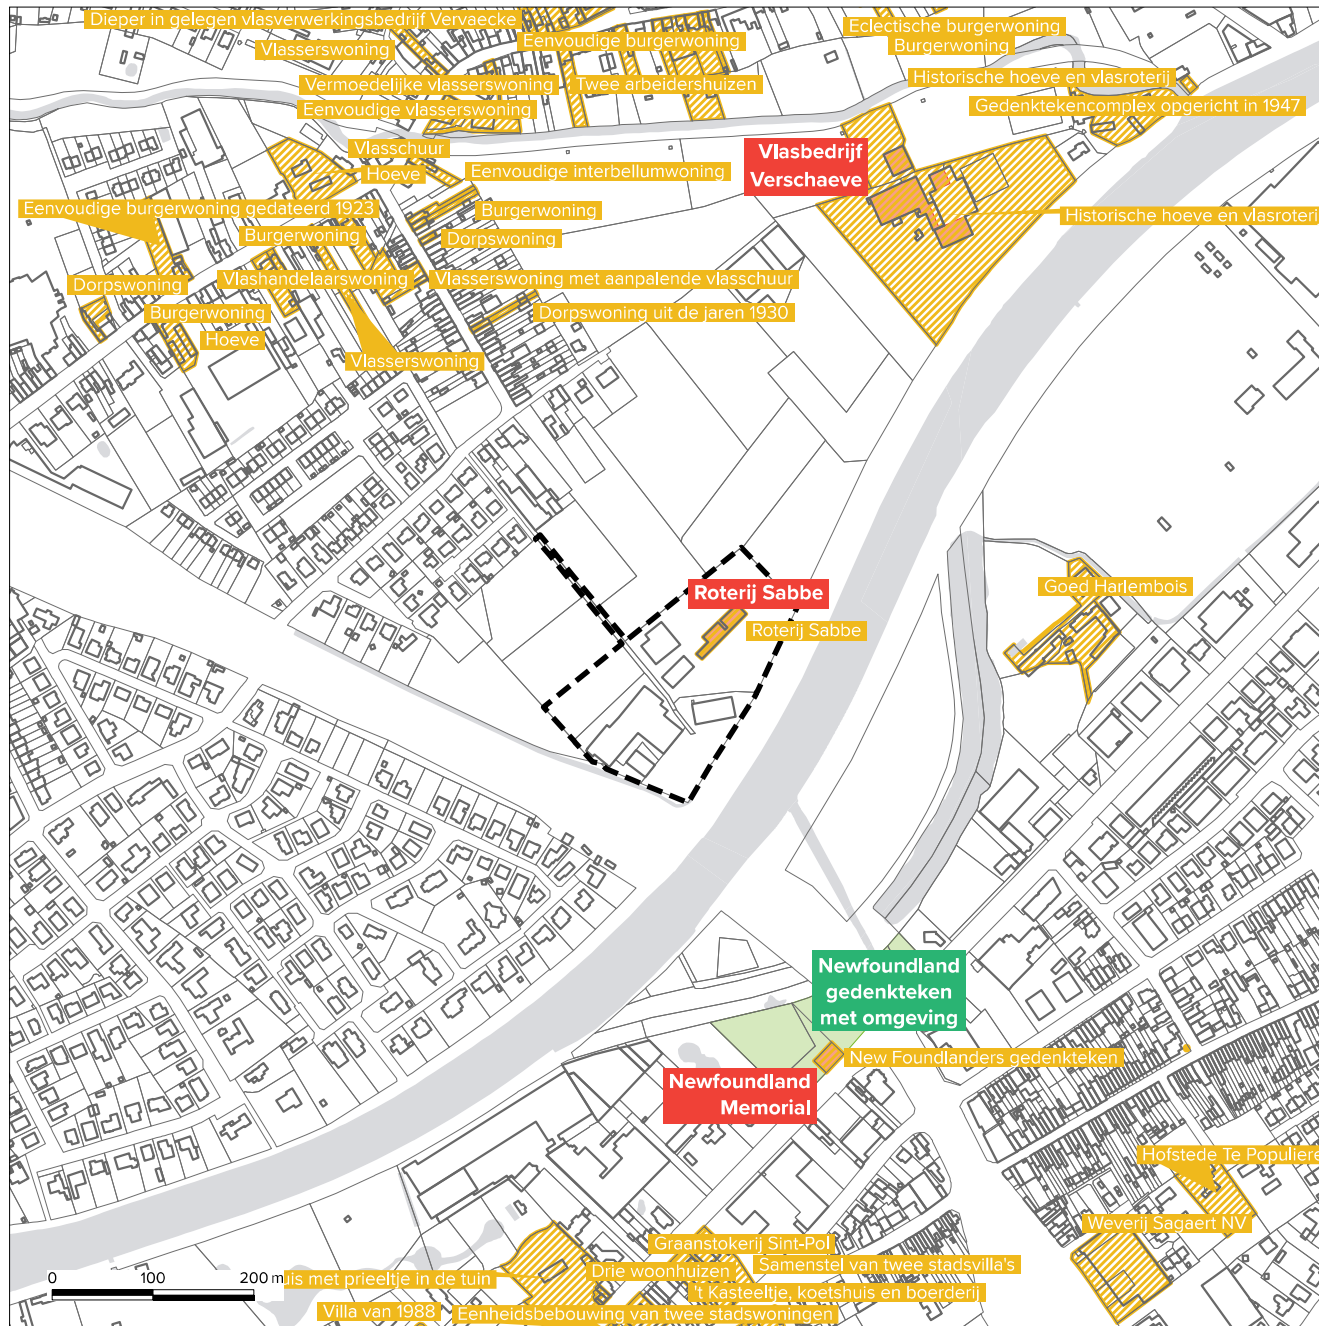 Dieper in gelegen vlasverwerkingsbedrijf Vervaecke
Eclectische burgerwoning
Vlasserswoning
Eenvoudige burgerwoning
Burgerwoning
Vermoedelijke vlasserswoning
Twee arbeidershuizen
Historische hoeve en vlasroterij
Eenvoudige vlasserswoning
Gedenktekencomplex opgericht in 1947
Vlasschuur
Vlasbedrijf
Verschaeve
Hoeve
Eenvoudige interbellumwoning
Eenvoudige burgerwoning gedateerd 1923
Burgerwoning
Historische hoeve en vlasroteri
Burgerwoning
Dorpswoning
Dorpswoning
Vlashandelaarswoning
Vlasserswoning met aanpalende vlasschuur
Burgerwoning
Dorpswoning uit de jaren 1930
Hoeve
Vlasserswoning
Roterij Sabbe
Goed Harlembois
Roterij Sabbe
Newfoundland
gedenkteken
met omgeving
New Foundlanders gedenkteken
Newfoundland
Memorial
Hofstede Te Populiere
Weverij Sagaert NV
Graanstokerij Sint-Pol
Samenstel van twee stadsvilla's
0 100 200 m
uis met prieeltje in de tuin
Drie woonhuizen
't Kasteeltje, koetshuis en boerderij
Villa van 1988
Eenheidsbebouwing van twee stadswoningen